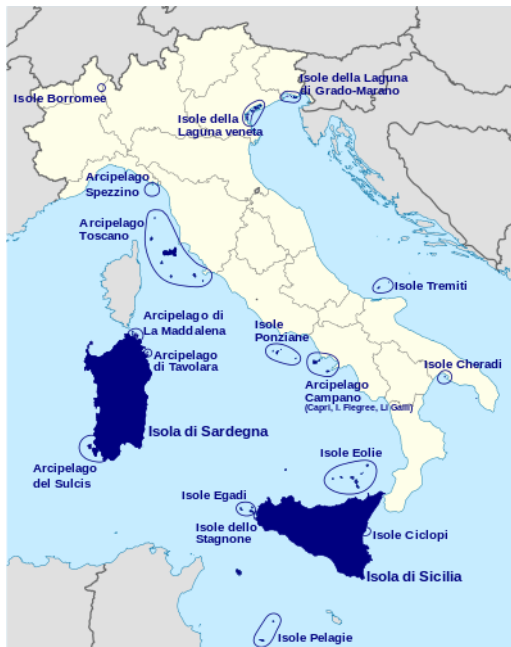 Isole della Laguna
di Grado-Marano
Isole Borromee
Isole della
Laguna veneta
Arcipelago
Spezzino
Arcipelago
Toscano
Isole Tremiti
Arcipelago di
La Maddalena
Isole
Ponziane
Arcipelago
di Tavolara
Isole Cheradi
Arcipelago
Campano
(Capri, I. Flegree, Li Galli)
Isola di Sardegna
Isole Eolie
Arcipelago
del Sulcis
Isole Egadi
Isole dello
Stagnone
Isole Ciclopi
Isola di Sicilia
Isole Pelagie